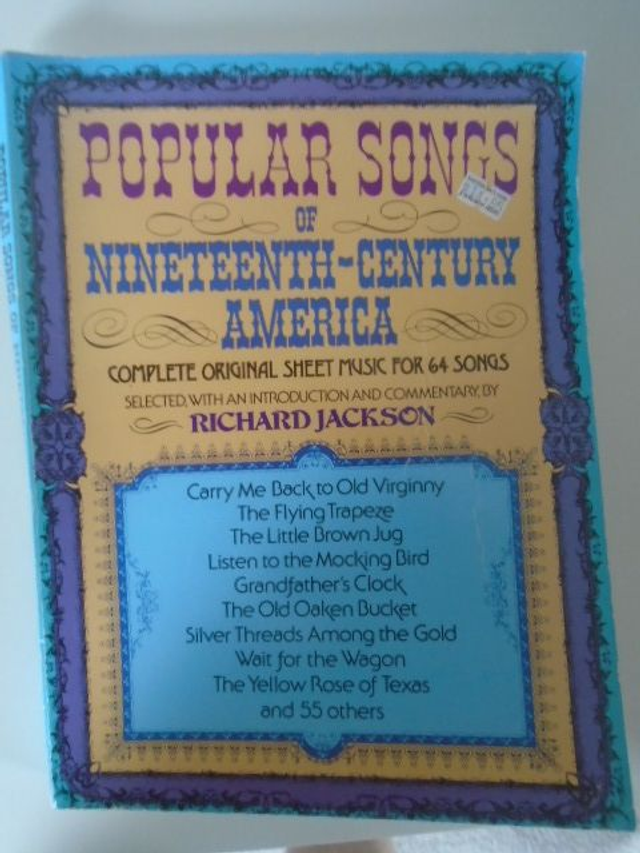 POPULAR SONGS
OF
NINETEENTH-CENTURY
AMERICA
COMPLETE ORIGINAL SHEET MUSIC FOR 64 SONGS
SELECTED, WITH AN INTRODUCTION AND COMMENTARY, BY
RICHARD JACKSON
Carry Me Back to Old Virginny
The Flying Trapeze
The Little Brown Jug
Listen to the Mocking Bird
Grandfather's Clock
The Old Oaken Bucket
Silver Threads Among the Gold
Wait for the Wagon
The Yellow Rose of Texas
and 55 others
POPULAR SONGS OF